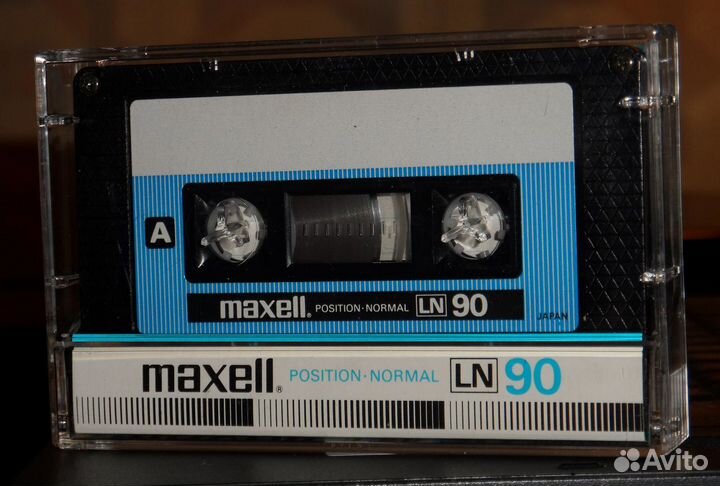 A
maxell® POSITION·NORMAL LN 90
JAPAN
maxell® POSITION·NORMAL LN 90
Avito